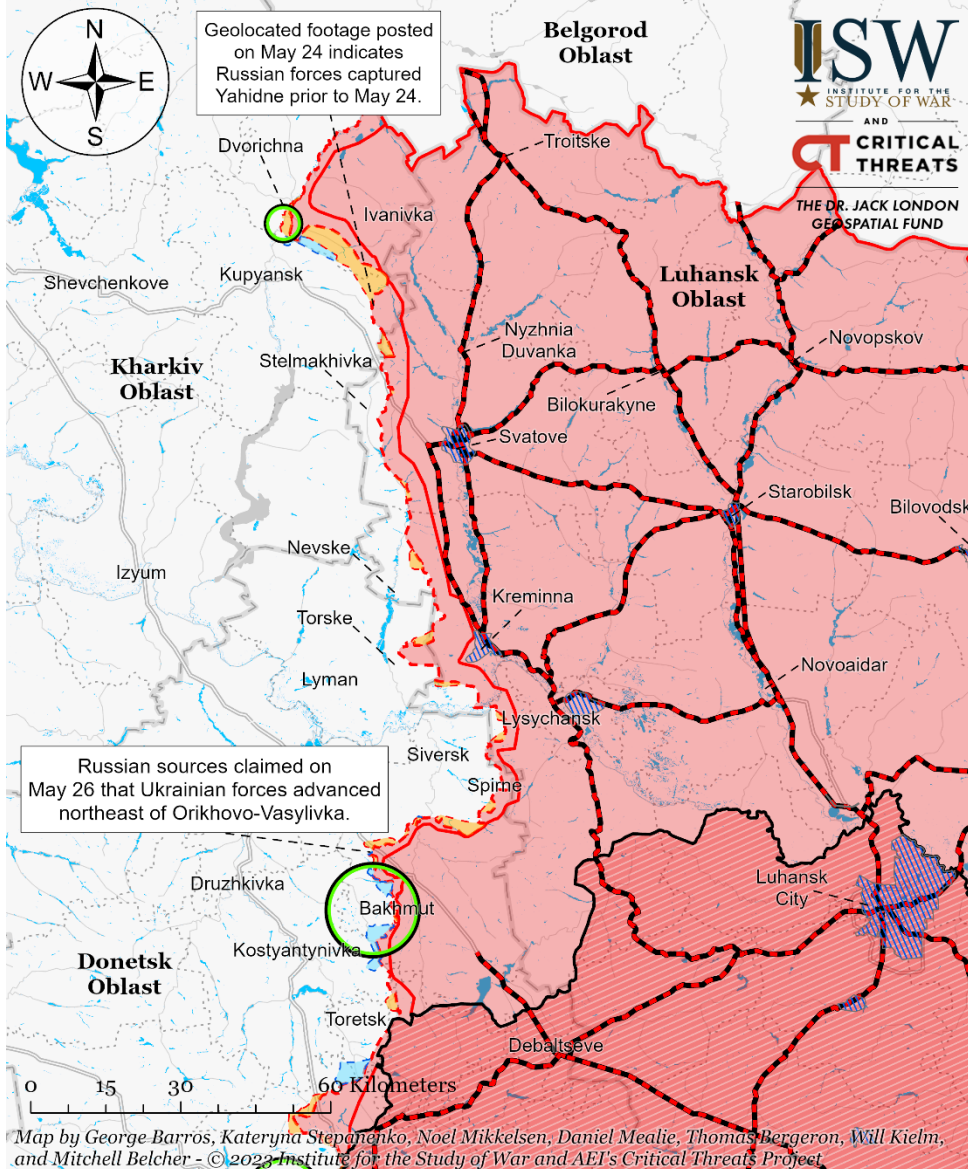 N
W
E
S
Geolocated footage posted
on May 24 indicates
Russian forces captured
Yahidne prior to May 24.
Belgorod
Oblast
ISW
INSTITUTE FOR THE
STUDY OF WAR
AND
CT CRITICAL
THREATS
THE DR. JACK LONDON
GEOSPATIAL FUND
Dvorichna
Troitske
Ivanivka
Kupyansk
Shevchenkove
Luhansk
Oblast
Nyzhnia
Duvanka
Novopskov
Stelmakhivka
Kharkiv
Oblast
Bilokurakyne
Svatove
Starobilsk
Bilovodsk
Nevske
Izyum
Kreminna
Torske
Novoaidar
Lyman
Lysychansk
Siversk
Spirne
Russian sources claimed on
May 26 that Ukrainian forces advanced
northeast of Orikhovo-Vasylivka.
Druzhkivka
Luhansk
City
Bakhmut
Kostyantynivka
Donetsk
Oblast
Toretsk
Debaltseve
0 15 30 60 Kilometers
Map by George Barros, Kateryna Stepanenko, Noel Mikkelsen, Daniel Mealie, Thomas Bergeron, Will Kielm,
and Mitchell Belcher - © 2023 Institute for the Study of War and AEI's Critical Threats Project